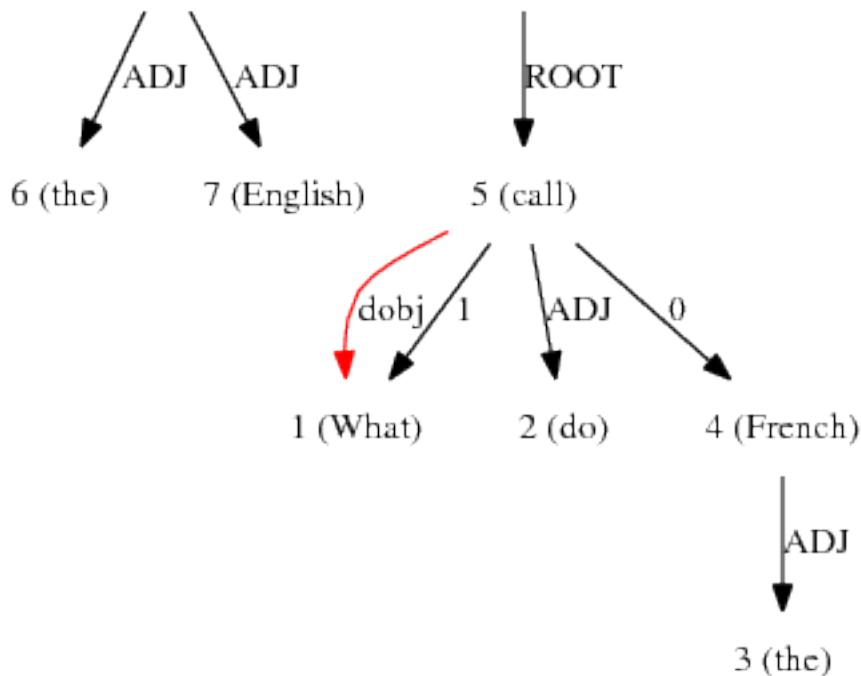 ADJ ADJ ROOT
6 (the) 7 (English) 5 (call)
dobj 1 ADJ 0
1 (What) 2 (do) 4 (French)
ADJ
3 (the)